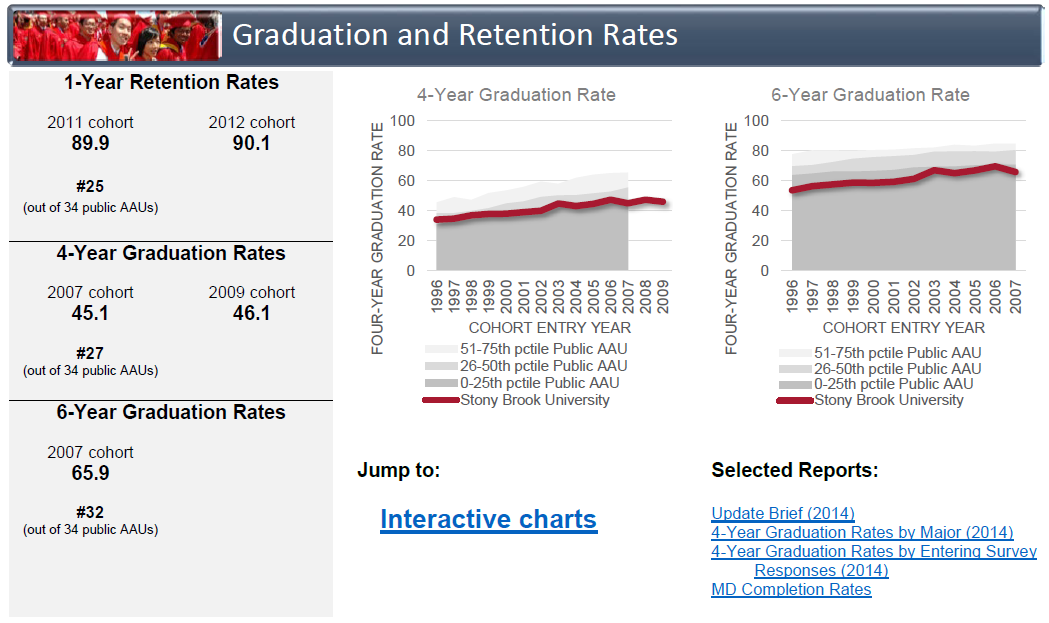 Graduation and Retention Rates
1-Year Retention Rates
2011 cohort 2012 cohort
89.9 90.1
#25
(out of 34 public AAUs)
4-Year Graduation Rates
2007 cohort 2009 cohort
45.1 46.1
#27
(out of 34 public AAUs)
6-Year Graduation Rates
2007 cohort
65.9
#32
(out of 34 public AAUs)
4-Year Graduation Rate
FOUR-YEAR GRADUATION RATE
100
80
60
40
20
0
1996 1997 1998 1999 2000 2001 2002 2003 2004 2005 2006 2007 2008 2009
COHORT ENTRY YEAR
51-75th pctile Public AAU
26-50th pctile Public AAU
0-25th pctile Public AAU
Stony Brook University
6-Year Graduation Rate
FOUR-YEAR GRADUATION RATE
100
80
60
40
20
0
1996 1997 1998 1999 2000 2001 2002 2003 2004 2005 2006 2007
COHORT ENTRY YEAR
51-75th pctile Public AAU
26-50th pctile Public AAU
0-25th pctile Public AAU
Stony Brook University
Jump to:
Interactive charts
Selected Reports:
Update Brief (2014)
4-Year Graduation Rates by Major (2014)
4-Year Graduation Rates by Entering Survey
Responses (2014)
MD Completion Rates